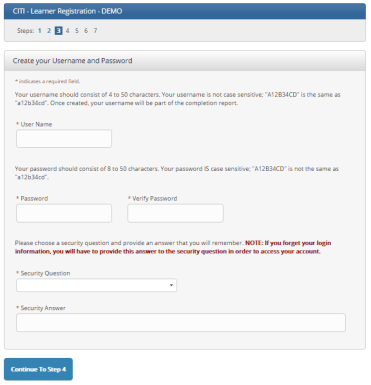 CITI - Learner Registration - DEMO
Steps: 1 2 3 4 5 6 7
Create your Username and Password
* indicates a required field.
Your username should consist of 4 to 50 characters. Your username is not case sensitive; "A12B34CD" is the same as
"a12b34cd". Once created, your username will be part of the completion report.
* User Name
Your password should consist of 8 to 50 characters. Your password IS case sensitive; "A12B34CD" is not the same as
"a12b34cd".
* Password * Verify Password
Please choose a security question and provide an answer that you will remember. NOTE: If you forget your login
information, you will have to provide this answer to the security question in order to access your account.
* Security Question
* Security Answer
Continue To Step 4